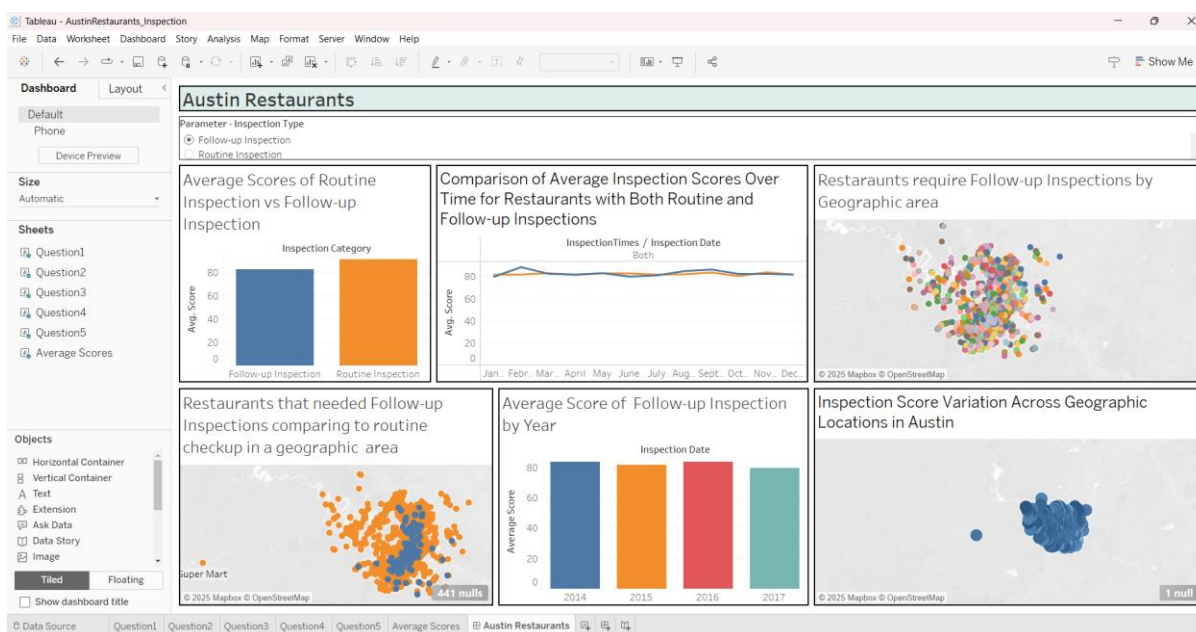 Tableau - AustinRestaurants_Inspection
File Data Worksheet Dashboard Story Analysis Map Format Server Window Help
Show Me
Dashboard Layout
Default
Phone
Device Preview
Size
Automatic
Sheets
Question1
Question2
Question3
Question4
Question5
Average Scores
Objects
Horizontal Container
Vertical Container
Text
Extension
Ask Data
Data Story
Image
Tiled Floating
Show dashboard title
Austin Restaurants
Parameter - Inspection Type
Follow-up Inspection
Routine Inspection
Average Scores of Routine
Inspection vs Follow-up
Inspection
Inspection Category
Avg. Score
80
60
40
20
0
Follow-up Inspection Routine Inspection
Comparison of Average Inspection Scores Over
Time for Restaurants with Both Routine and
Follow-up Inspections
InspectionTimes / Inspection Date
Both
Avg. Score
80
60
40
20
0
Jan.. Febr.. Mar.. April May June July Aug.. Sept.. Oct.. Nov.. Dec..
Restaraunts require Follow-up Inspections by
Geographic area
© 2025 Mapbox © OpenStreetMap
Restaurants that needed Follow-up
Inspections comparing to routine
checkup in a geographic area
Super Mart
© 2025 Mapbox © OpenStreetMap
441 nulls
Average Score of Follow-up Inspection
by Year
Inspection Date
Average Score
80
60
40
20
0
2014 2015 2016 2017
Inspection Score Variation Across Geographic
Locations in Austin
© 2025 Mapbox © OpenStreetMap
1 null
Data Source Question1 Question2 Question3 Question4 Question5 Average Scores Austin Restaurants